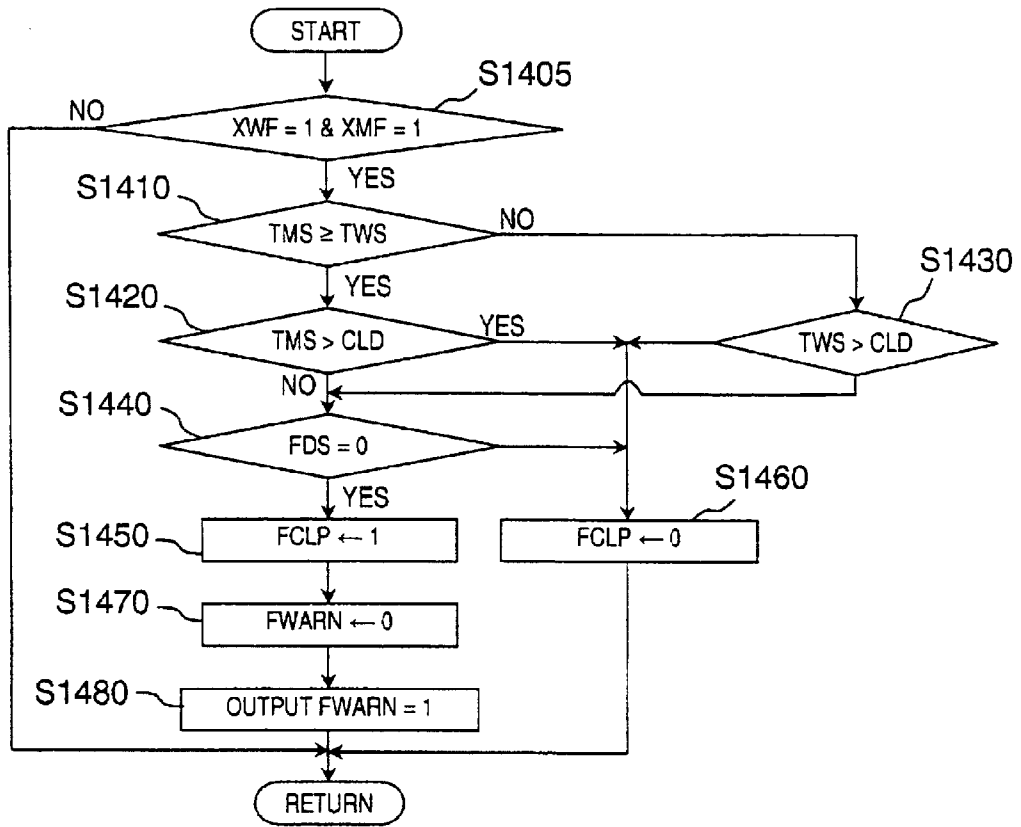 START
S1405
NO
XWF = 1 & XMF = 1
YES
S1410
NO
TMS ≥ TWS
S1430
YES
S1420
YES
TMS > CLD
TWS > CLD
NO
S1440
FDS = 0
S1460
YES
S1450
FCLP ← 1
FCLP ← 0
S1470
FWARN ← 0
S1480
OUTPUT FWARN = 1
RETURN